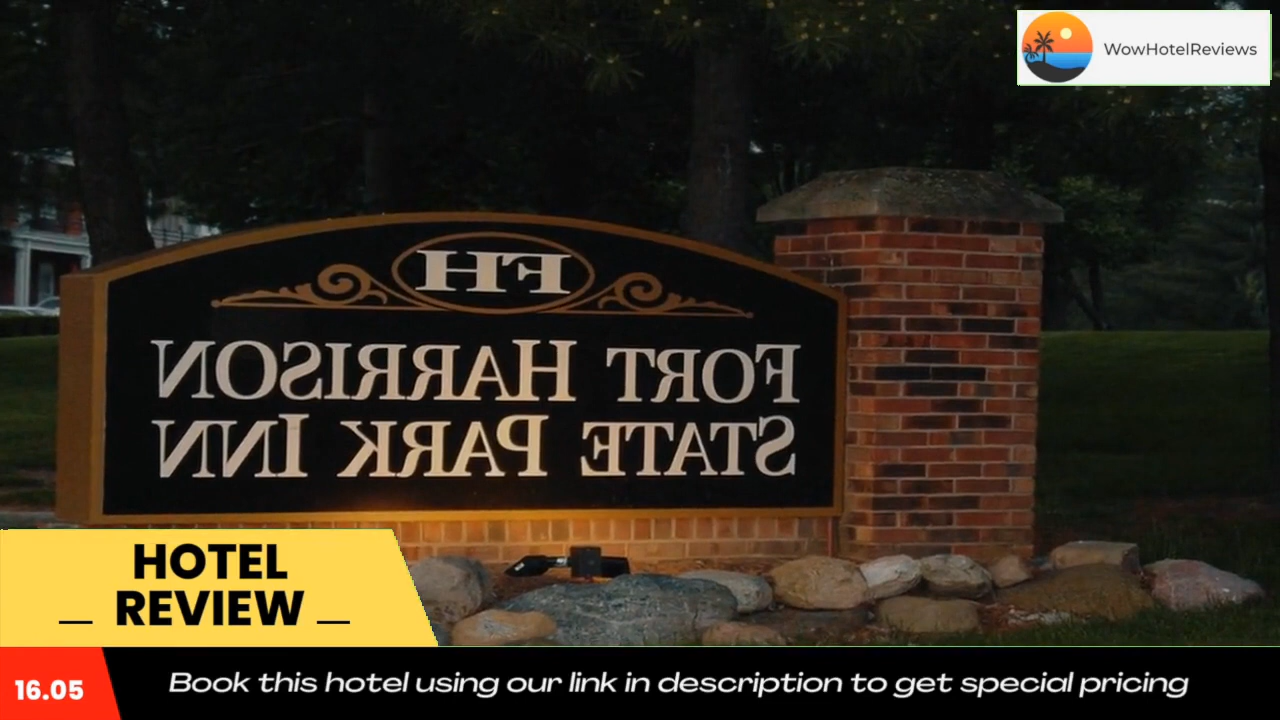 WowHotelReviews
FH
FORT HARRISON
STATE PARK INN
HOTEL
REVIEW
16.05
Book this hotel using our link in description to get special pricing